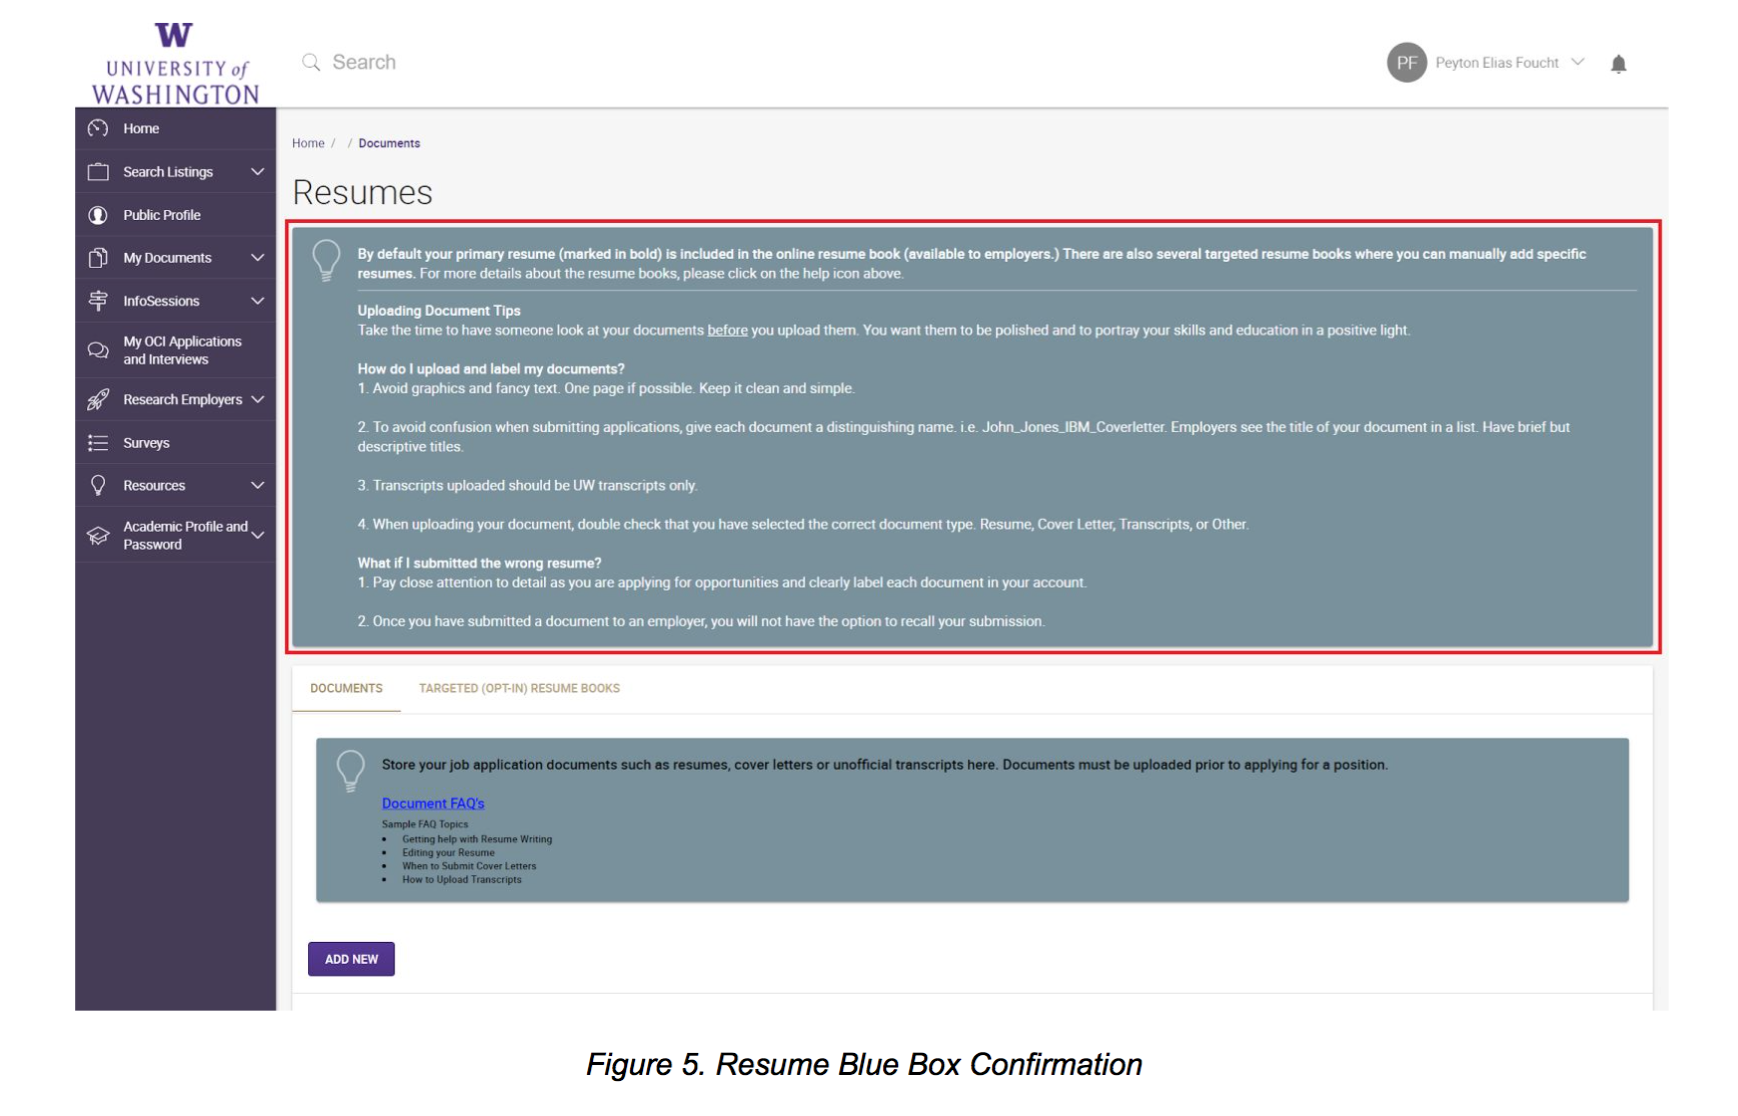 W
UNIVERSITY of
WASHINGTON
Search
PF
Peyton Elias Foucht
Home
Search Listings
Public Profile
My Documents
InfoSessions
My OCI Applications
and Interviews
Research Employers
Surveys
Resources
Academic Profile and
Password
Home / / Documents
Resumes
By default your primary resume (marked in bold) is included in the online resume book (available to employers.) There are also several targeted resume books where you can manually add specific
resumes. For more details about the resume books, please click on the help icon above.
Uploading Document Tips
Take the time to have someone look at your documents before you upload them. You want them to be polished and to portray your skills and education in a positive light.
How do I upload and label my documents?
1. Avoid graphics and fancy text. One page if possible. Keep it clean and simple.
2. To avoid confusion when submitting applications, give each document a distinguishing name. i.e. John_Jones_IBM_Coverletter. Employers see the title of your document in a list. Have brief but
descriptive titles.
3. Transcripts uploaded should be UW transcripts only.
4. When uploading your document, double check that you have selected the correct document type. Resume, Cover Letter, Transcripts, or Other.
What if I submitted the wrong resume?
1. Pay close attention to detail as you are applying for opportunities and clearly label each document in your account.
2. Once you have submitted a document to an employer, you will not have the option to recall your submission.
DOCUMENTS
TARGETED (OPT-IN) RESUME BOOKS
Store your job application documents such as resumes, cover letters or unofficial transcripts here. Documents must be uploaded prior to applying for a position.
Document FAQ's
Sample FAQ Topics
• Getting help with Resume Writing
• Editing your Resume
• When to Submit Cover Letters
• How to Upload Transcripts
ADD NEW
Figure 5. Resume Blue Box Confirmation